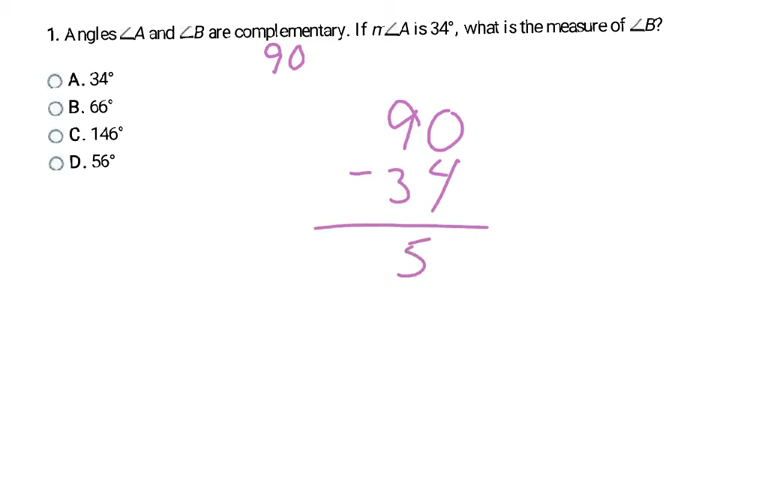 1. Angles ∠A and ∠B are complementary. If m∠A is 34°, what is the measure of ∠B?
90
A. 34°
B. 66°
C. 146°
D. 56°
90
-34
5